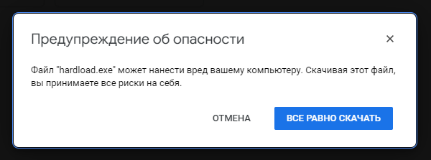 Предупреждение об опасности
Файл "hardload.exe" может нанести вред вашему компьютеру. Скачивая этот файл,
вы принимаете все риски на себя.
ОТМЕНА
ВСЕ РАВНО СКАЧАТЬ